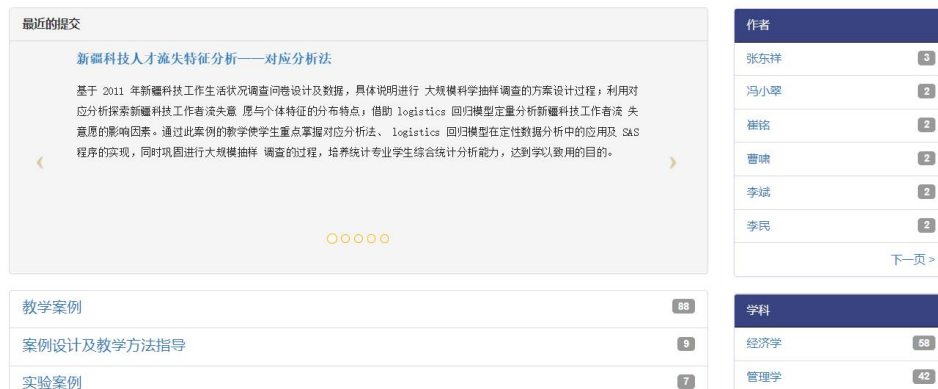 最近的提交
新疆科技人才流失特征分析——对应分析法
基于 2011 年新疆科技工作生活状况调查问卷设计及数据，具体说明进行 大规模科学抽样调查的方案设计过程；利用对
应分析探索新疆科技工作者流失意 愿与个体特征的分布特点；借助 logistics 回归模型定量分析新疆科技工作者流 失
意愿的影响因素。通过此案例的教学使学生重点掌握对应分析法、 logistics 回归模型在定性数据分析中的应用及 SAS
程序的实现，同时巩固进行大规模抽样 调查的过程，培养统计专业学生综合统计分析能力，达到学以致用的目的。
教学案例 88
案例设计及教学方法指导 9
实验案例 7
作者
张东祥 3
冯小翠 2
崔铭 2
曹啸 2
李斌 2
李民 2
下一页 >
学科
经济学 58
管理学 42